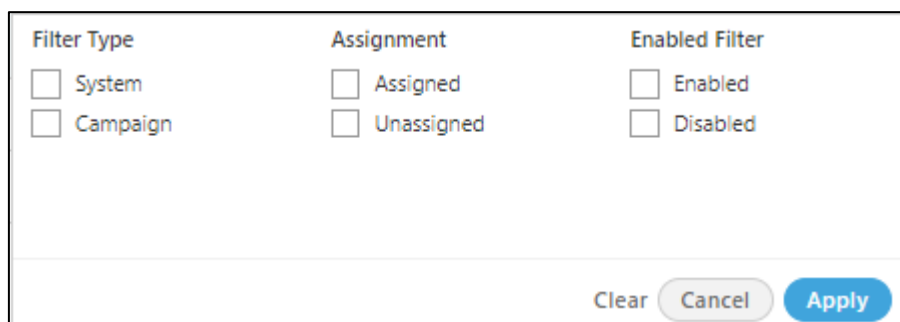 Filter Type
Assignment
Enabled Filter
System
Assigned
Enabled
Campaign
Unassigned
Disabled
Clear
Cancel
Apply